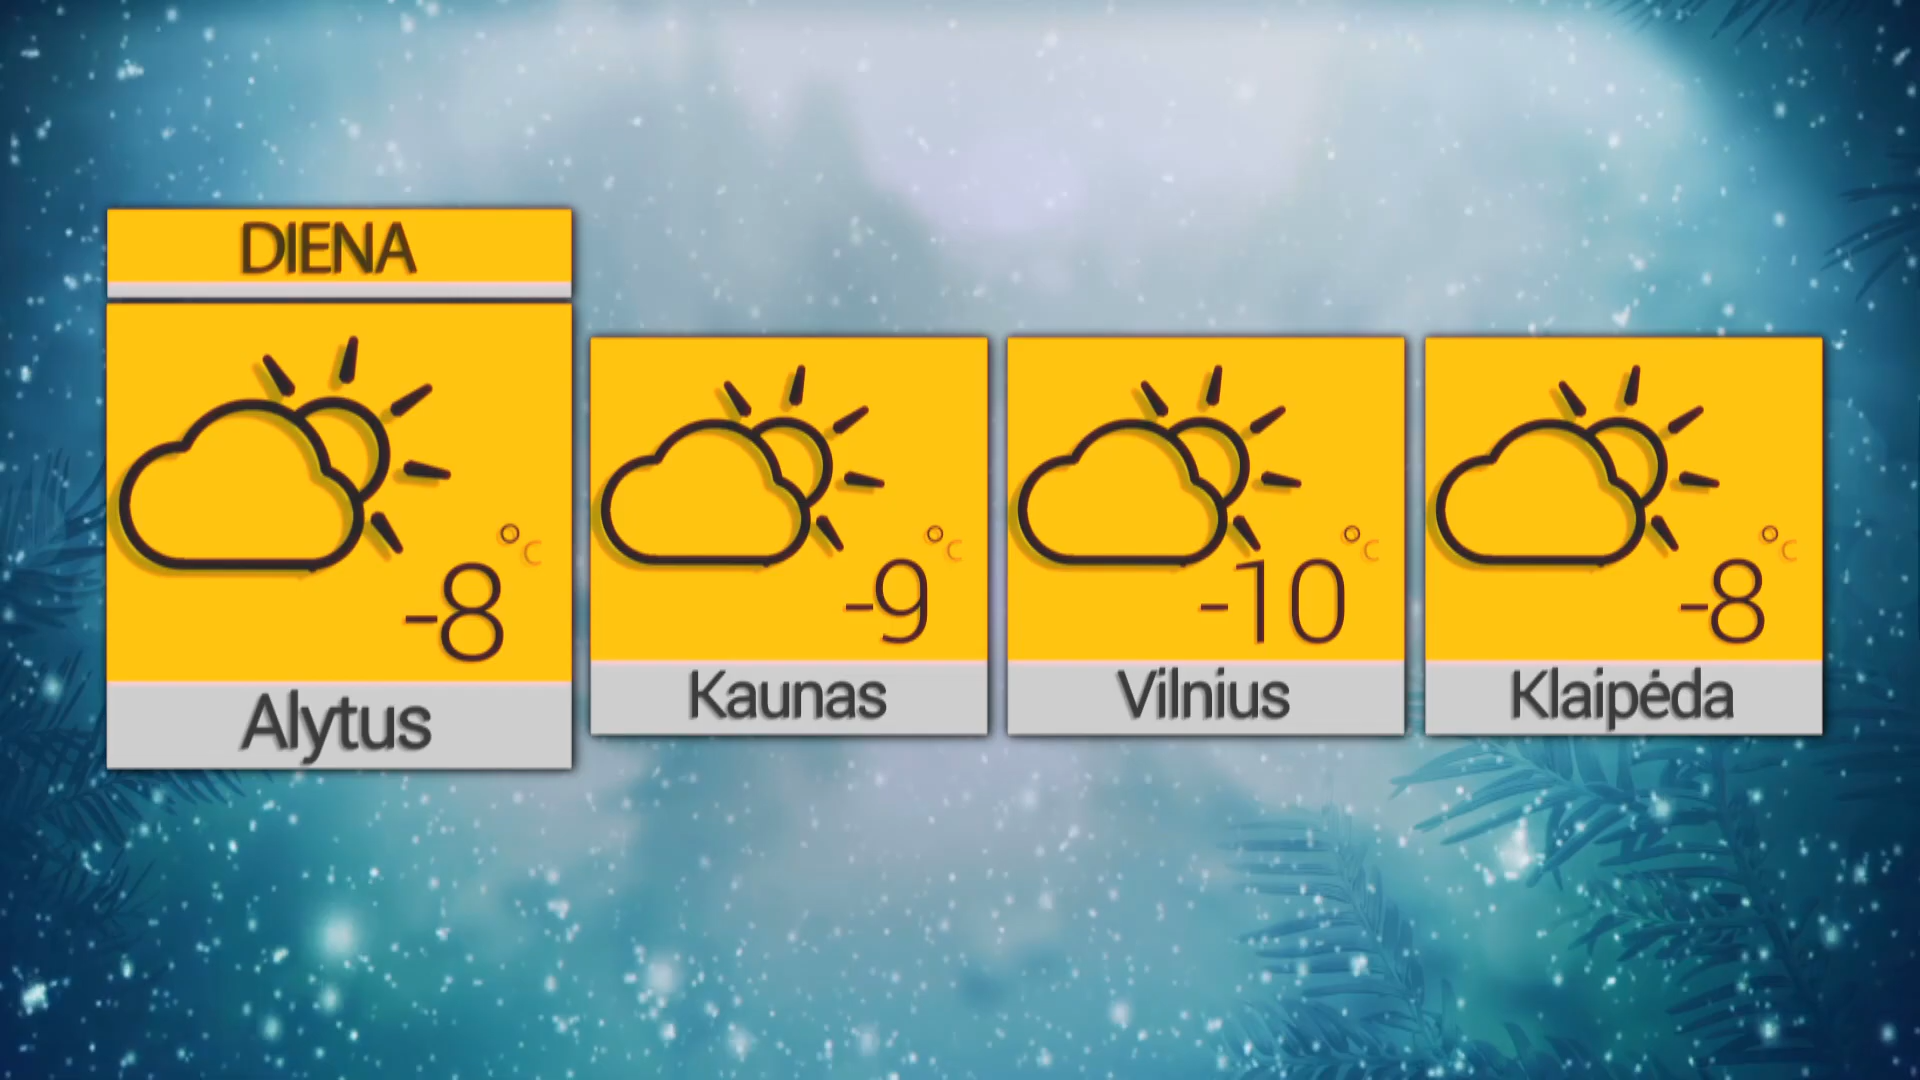 DIENA
-8 °C
Alytus
-9 °C
Kaunas
-10 °C
Vilnius
-8 °C
Klaipėda